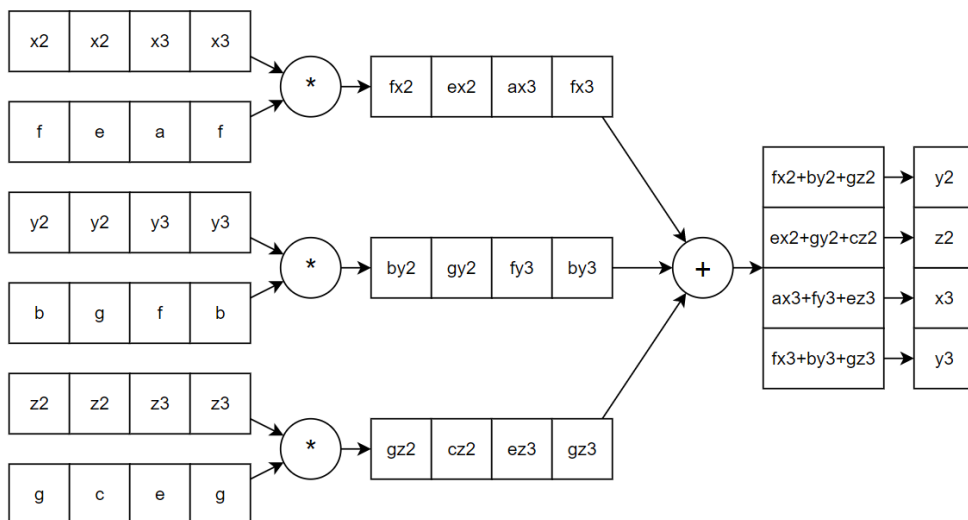 x2 x2 x3 x3
*
fx2 ex2 ax3 fx3
f e a f
fx2+by2+gz2 y2
y2 y2 y3 y3
ex2+gy2+cz2 z2
*
by2 gy2 fy3 by3
+
ax3+fy3+ez3 x3
b g f b
fx3+by3+gz3 y3
z2 z2 z3 z3
*
gz2 cz2 ez3 gz3
g c e g